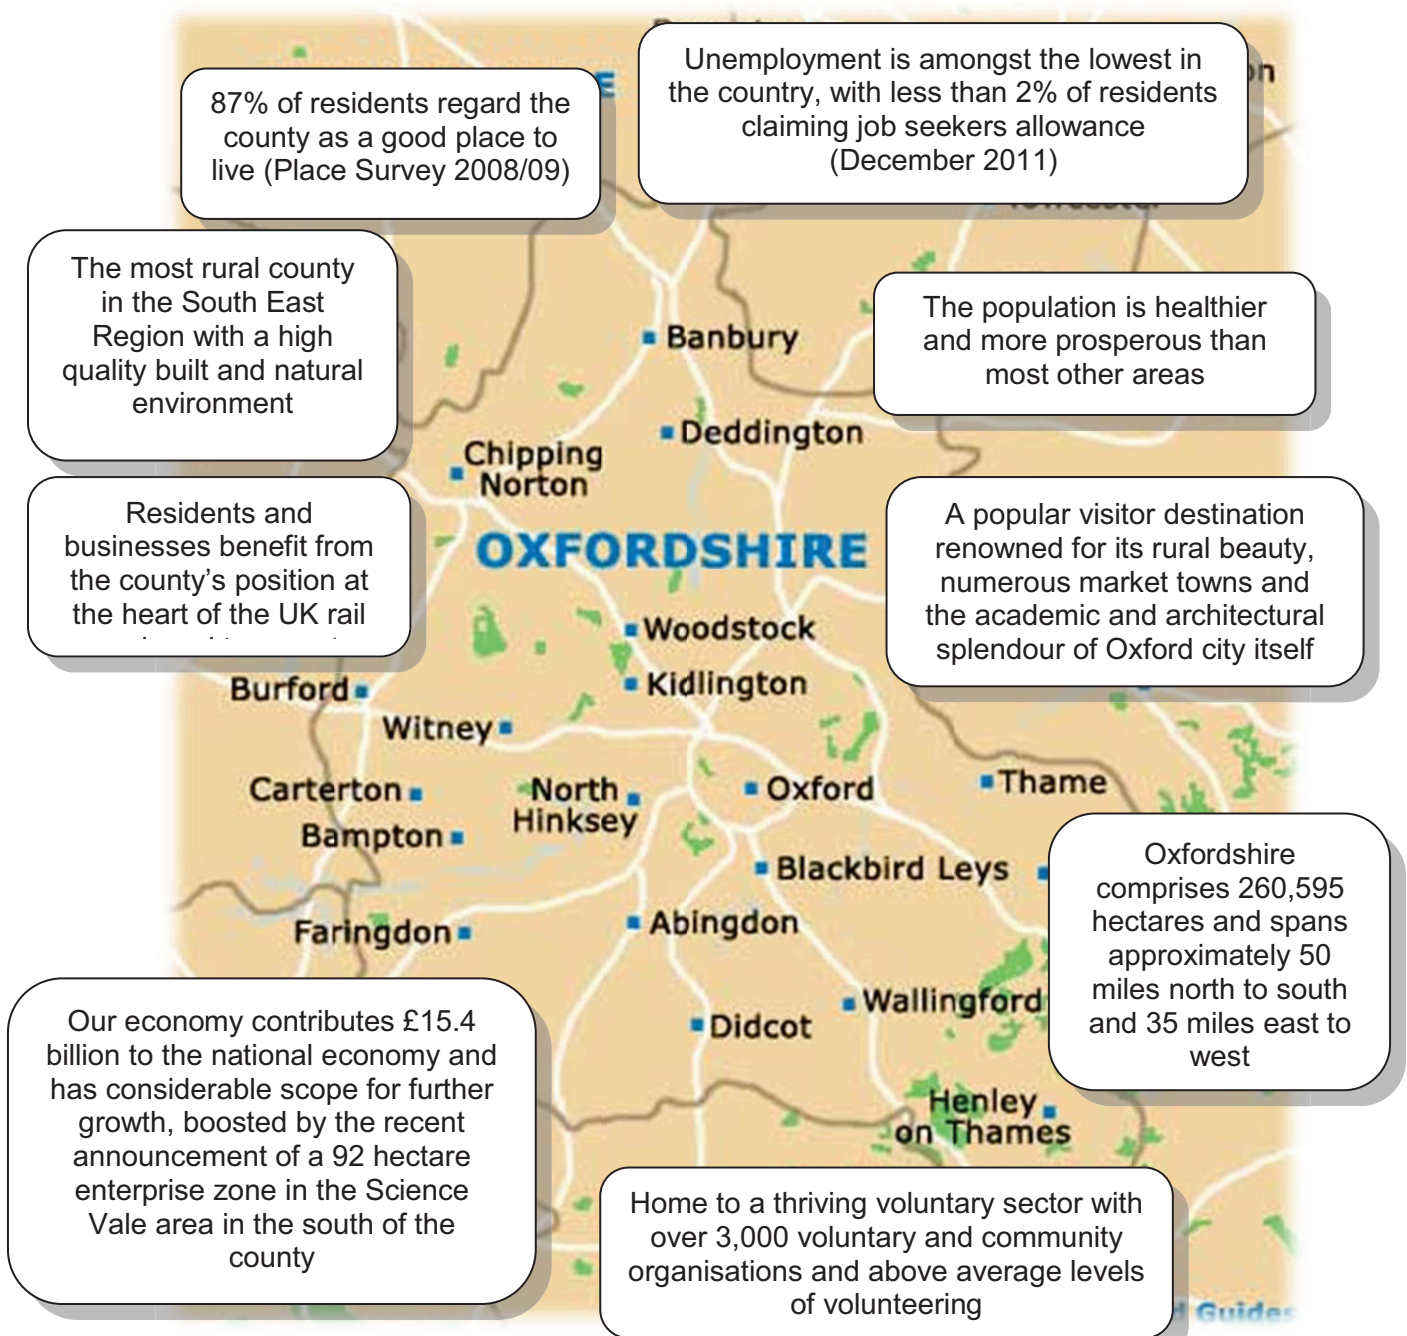 87% of residents regard the
county as a good place to
live (Place Survey 2008/09)
Unemployment is amongst the lowest in
the country, with less than 2% of residents
claiming job seekers allowance
(December 2011)
The most rural county
in the South East
Region with a high
quality built and natural
environment
The population is healthier
and more prosperous than
most other areas
Banbury
Deddington
Chipping
Norton
Residents and
businesses benefit from
the county's position at
the heart of the UK rail
A popular visitor destination
renowned for its rural beauty,
numerous market towns and
the academic and architectural
splendour of Oxford city itself
OXFORDSHIRE
Woodstock
Kidlington
Burford
Witney
Carterton
North
Hinksey
Oxford
Thame
Bampton
Blackbird Leys
Abingdon
Faringdon
Oxfordshire
comprises 260,595
hectares and spans
approximately 50
miles north to south
and 35 miles east to
west
Wallingford
Didcot
Our economy contributes £15.4
billion to the national economy and
has considerable scope for further
growth, boosted by the recent
announcement of a 92 hectare
enterprise zone in the Science
Vale area in the south of the
county
Henley
on Thames
Home to a thriving voluntary sector with
over 3,000 voluntary and community
organisations and above average levels
of volunteering
Guides